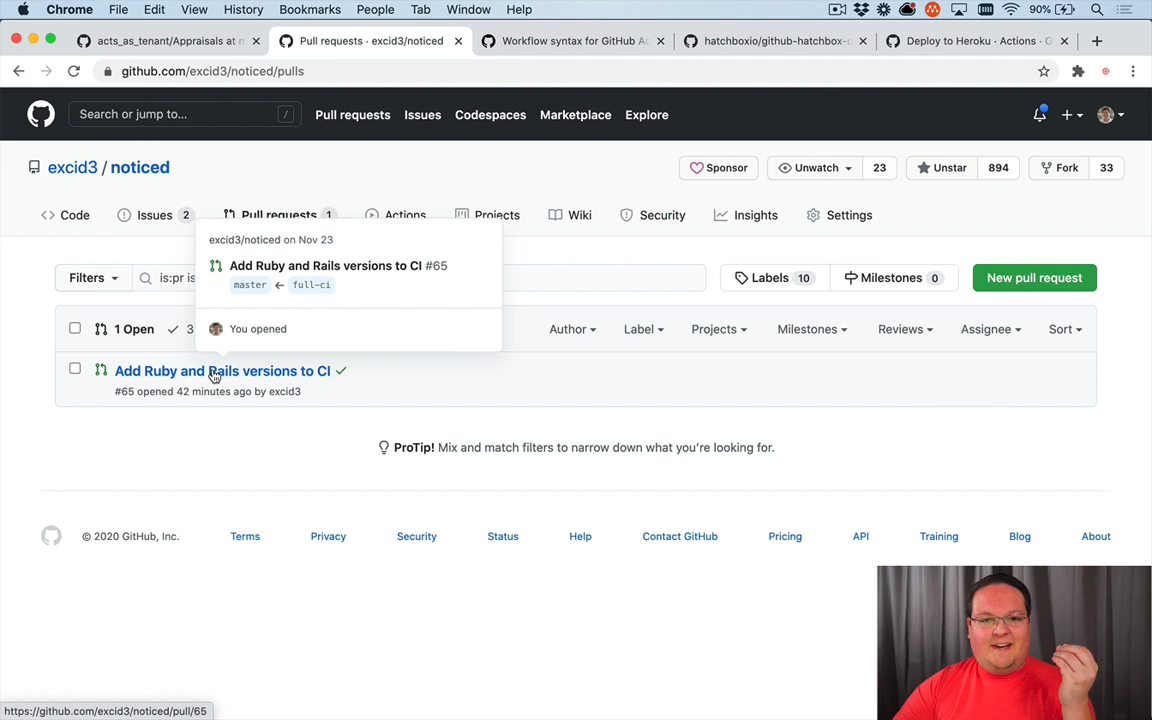 Chrome File Edit View History Bookmarks People Tab Window Help 90%
acts_as_tenant/Appraisals at m
Pull requests · excid3/noticed
Workflow syntax for GitHub Ac
hatchboxio/github-hatchbox-d
Deploy to Heroku · Actions · G
github.com/excid3/noticed/pulls
Search or jump to... /
Pull requests Issues Codespaces Marketplace Explore
excid3 / noticed
Sponsor Unwatch 23 Unstar 894 Fork 33
Code Issues 2 Pull requests 1 Actions Projects Wiki Security Insights Settings
excid3/noticed on Nov 23
Add Ruby and Rails versions to CI #65
master ← full-ci
You opened
Filters is:pr is Labels 10 Milestones 0 New pull request
1 Open ✓ 3 Author Label Projects Milestones Reviews Assignee Sort
Add Ruby and Rails versions to CI ✓
#65 opened 42 minutes ago by excid3
ProTip! Mix and match filters to narrow down what you’re looking for.
© 2020 GitHub, Inc. Terms Privacy Security Status Help Contact GitHub Pricing API Training Blog About
https://github.com/excid3/noticed/pull/65